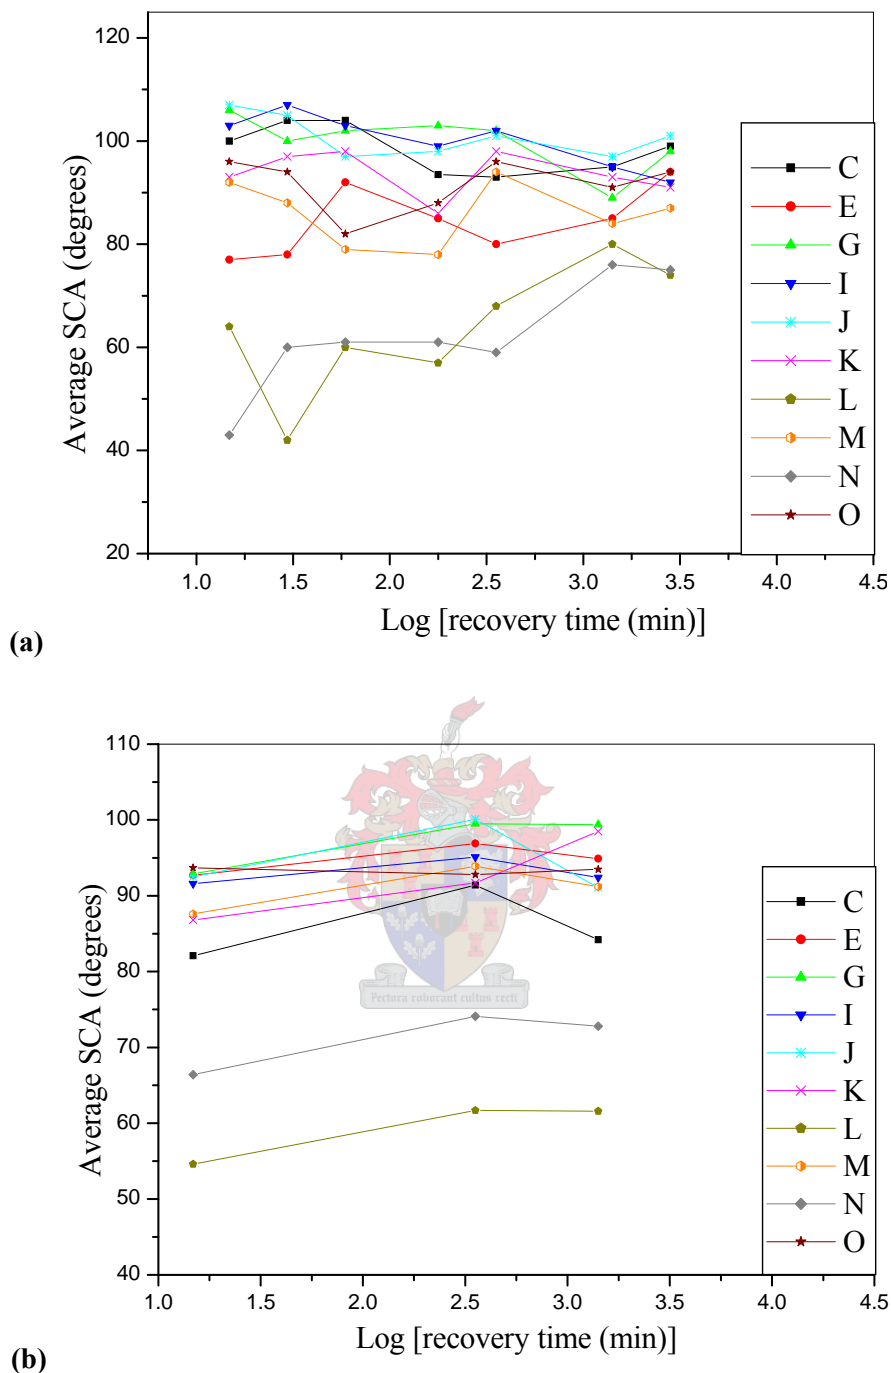 120
100
80
60
40
20
Average SCA (degrees)
1.0 1.5 2.0 2.5 3.0 3.5 4.0 4.5
Log [recovery time (min)]
C
E
G
I
J
K
L
M
N
O
(a)
110
100
90
80
70
60
50
40
Average SCA (degrees)
Pectora roborant cultus recti
1.0 1.5 2.0 2.5 3.0 3.5 4.0 4.5
Log [recovery time (min)]
C
E
G
I
J
K
L
M
N
O
(b)